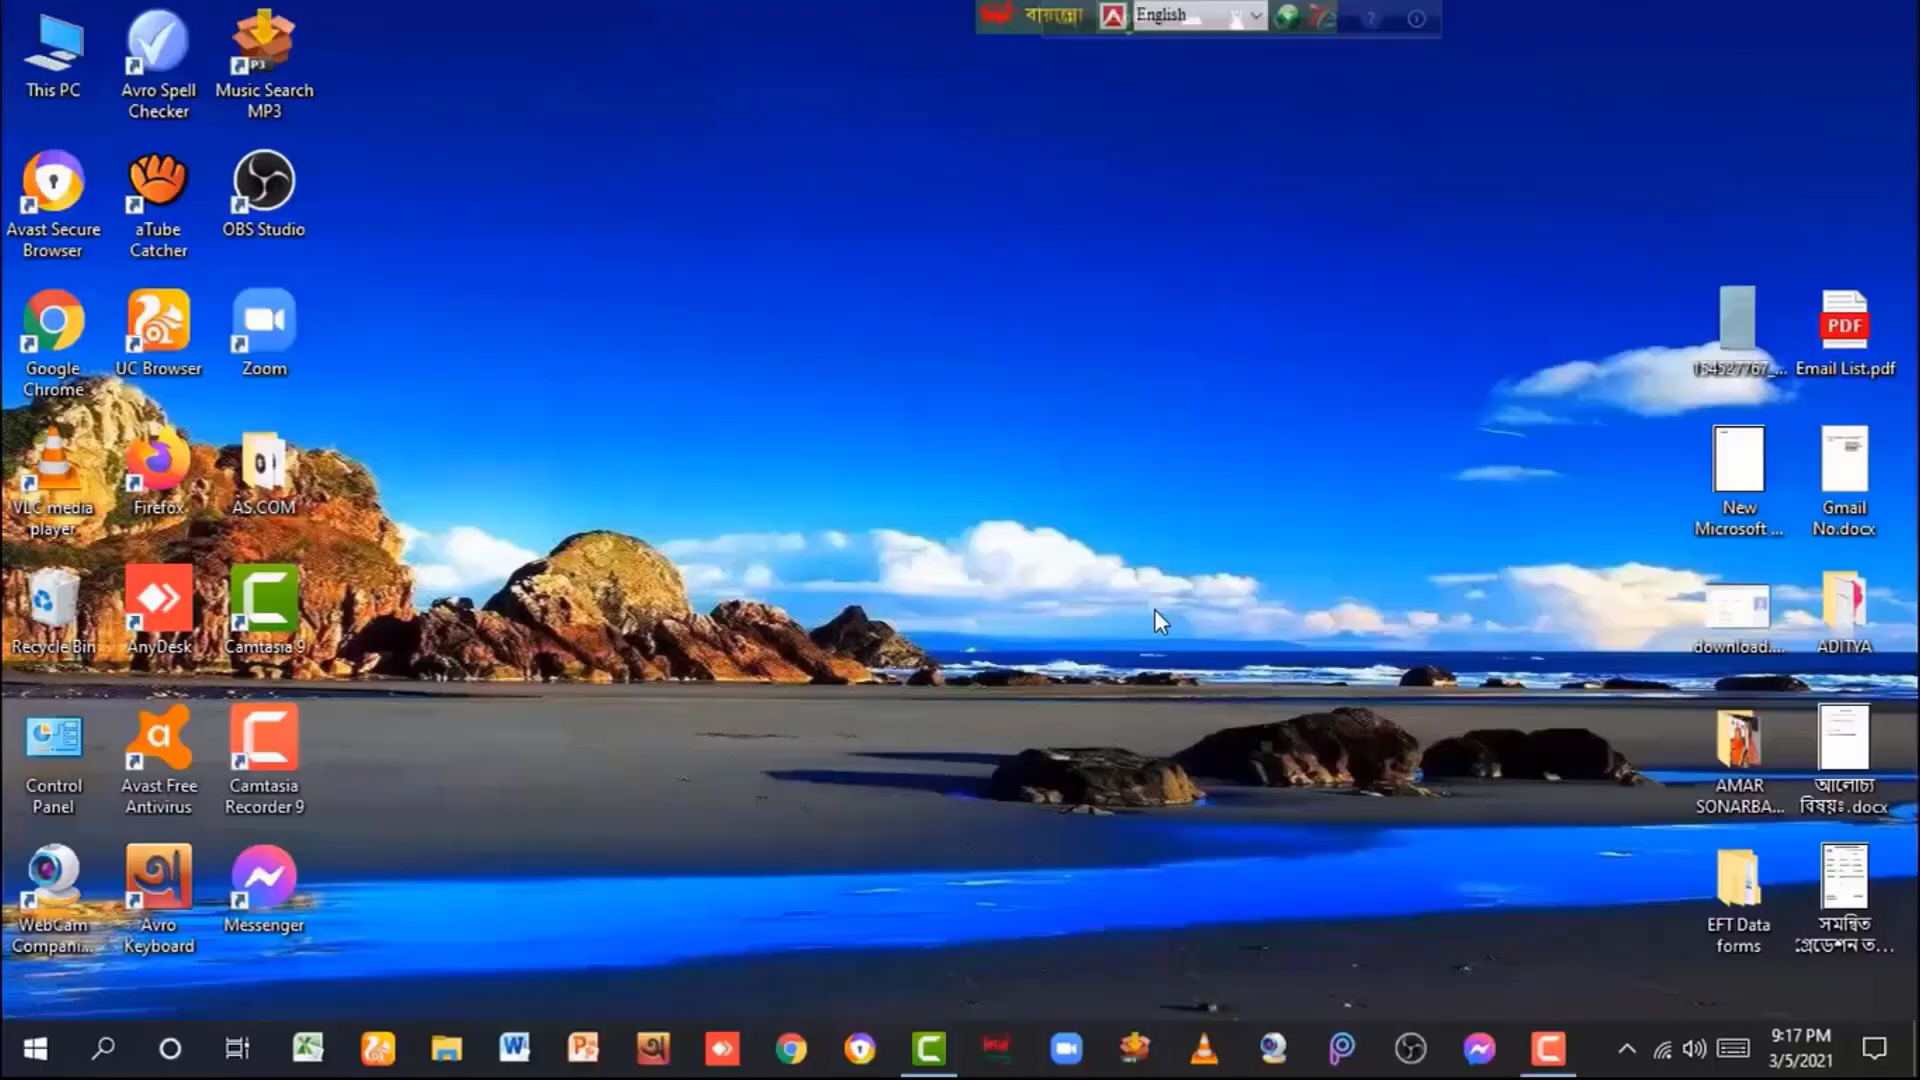 English
This PC
Avro Spell
Checker
Music Search
MP3
Avast Secure
Browser
aTube
Catcher
OBS Studio
Google
Chrome
UC Browser
Zoom
154527767_...
Email List.pdf
PDF
VLC media
player
Firefox
AS.COM
New
Microsoft ...
Gmail
No.docx
Recycle Bin
AnyDesk
Camtasia 9
download....
ADITYA
Control
Panel
Avast Free
Antivirus
Camtasia
Recorder 9
AMAR
SONARBA...
আলোচ্য
বিষয়ঃ.docx
WebCam
Compani...
Avro
Keyboard
Messenger
EFT Data
forms
সমন্বিত
গ্রেডেশন ত...
9:17 PM
3/5/2021